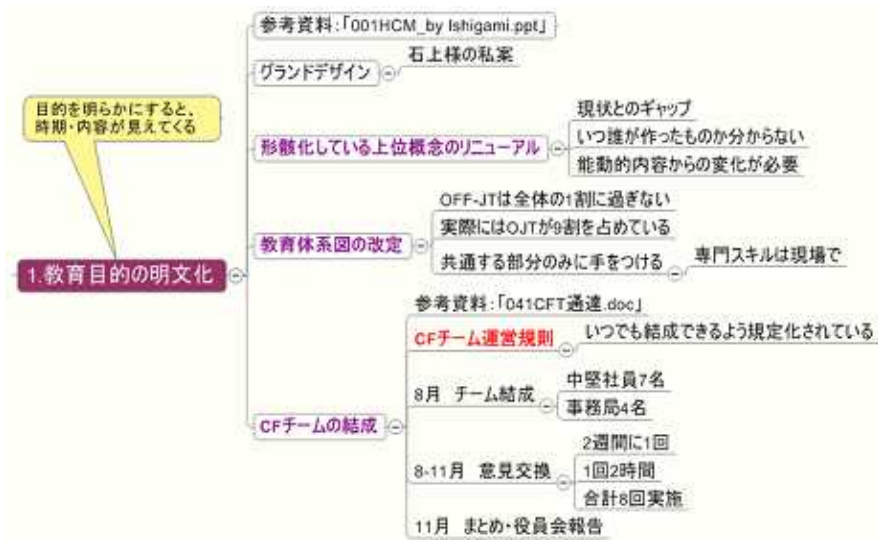 参考資料:「001HCM_by Ishigami.ppt」
グランドデザイン
石上様の私案
目的を明らかにすると、
時期・内容が見えてくる
形骸化している上位概念のリニューアル
現状とのギャップ
いつ誰が作ったものか分からない
能動的内容からの変化が必要
1.教育目的の明文化
教育体系図の改定
OFF-JTは全体の1割に過ぎない
実際にはOJTが9割を占めている
共通する部分のみに手をつける
専門スキルは現場で
CFチームの結成
参考資料:「041CFT通達.doc」
CFチーム運営規則
いつでも結成できるよう規定化されている
8月 チーム結成
中堅社員7名
事務局4名
8-11月 意見交換
2週間に1回
1回2時間
合計8回実施
11月 まとめ・役員会報告